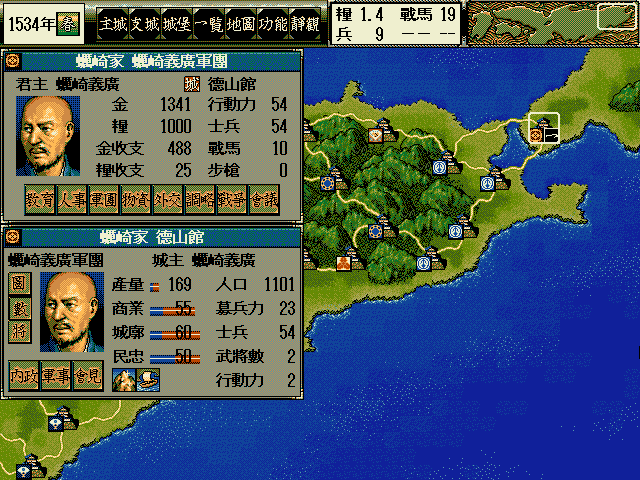 1534年 春 主城 支城 城堡 一覧 地圖 功能 靜觀
糧 1.4 戰馬 19
兵 9 -- --
蠣崎家 蠣崎義廣軍團
君主 蠣崎義廣 城 德山館
金 1341 行動力 54
糧 1000 士兵 54
金收支 488 戰馬 10
糧收支 25 步槍 0
教育 人事 軍團 物資 外交 調略 戰爭 會議
蠣崎家 德山館
蠣崎義廣軍團 城主 蠣崎義廣
圖 產量 169 人口 1101
數 商業 55 募兵力 23
將 城廓 60 士兵 54
民忠 50 武將數 2
內政 軍事 會見 行動力 2